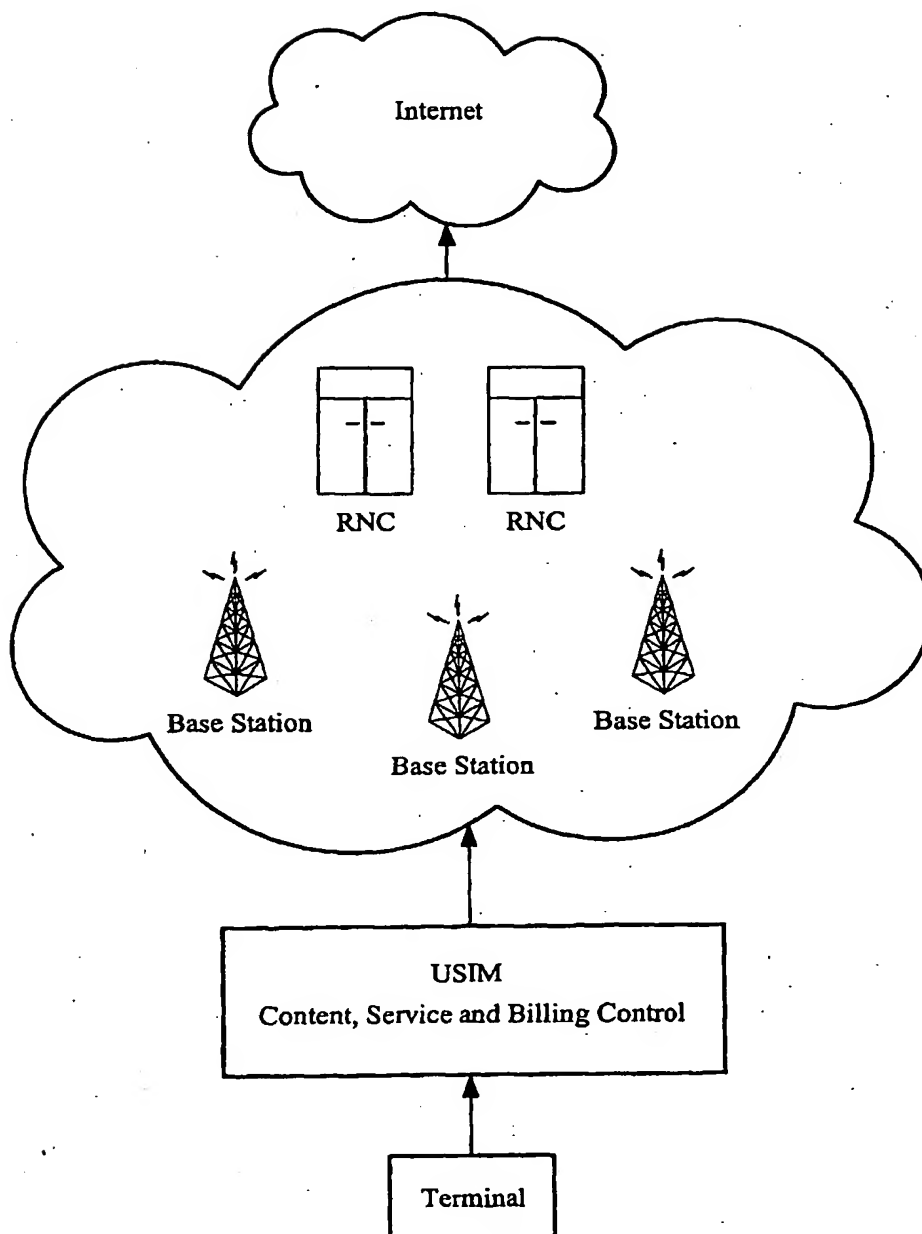 Internet
RNC
RNC
Base Station
Base Station
Base Station
USIM
Content, Service and Billing Control
Terminal